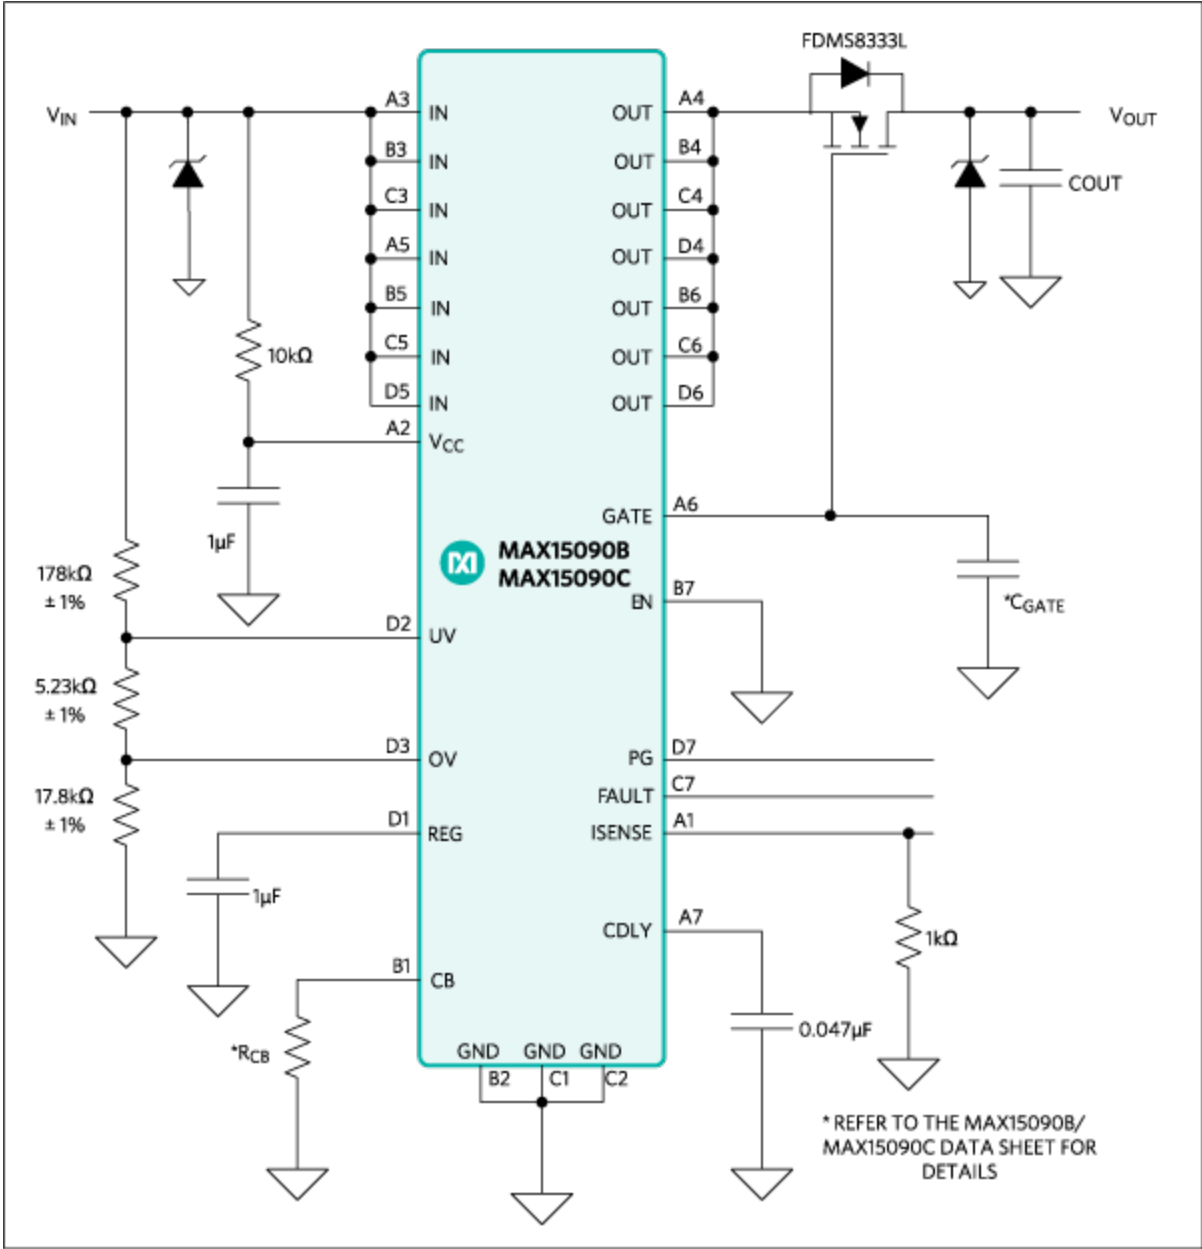 FDMS8333L
VIN
A3 IN
OUT A4
VOUT
B3 IN
OUT B4
C3 IN
OUT C4
COUT
A5 IN
OUT D4
B5 IN
OUT B6
10kΩ
C5 IN
OUT C6
D5 IN
OUT D6
A2 VCC
1µF
GATE A6
MAX15090B
MAX15090C
178kΩ
± 1%
EN B7
*CGATE
D2 UV
5.23kΩ
± 1%
D3 OV
PG D7
17.8kΩ
± 1%
FAULT C7
D1 REG
ISENSE A1
1µF
CDLY A7
1kΩ
B1 CB
0.047µF
*RCB
GND GND GND
B2 C1 C2
* REFER TO THE MAX15090B/
MAX15090C DATA SHEET FOR
DETAILS